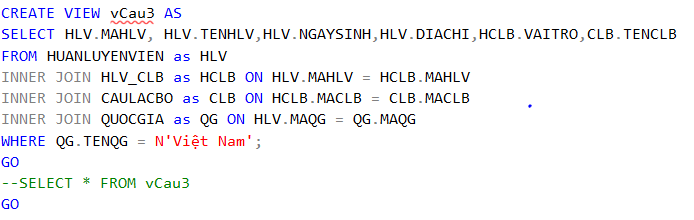 CREATE VIEW vCau3 AS
SELECT HLV.MAHLV, HLV.TENHLV,HLV.NGAYSINH,HLV.DIACHI,HCLB.VAITRO,CLB.TENCLB
FROM HUANLUYENVIEN as HLV
INNER JOIN HLV_CLB as HCLB ON HLV.MAHLV = HCLB.MAHLV
INNER JOIN CAULACBO as CLB ON HCLB.MACLB = CLB.MACLB
INNER JOIN QUOCGIA as QG ON HLV.MAQG = QG.MAQG
WHERE QG.TENQG = N'Việt Nam';
GO
--SELECT * FROM vCau3
GO